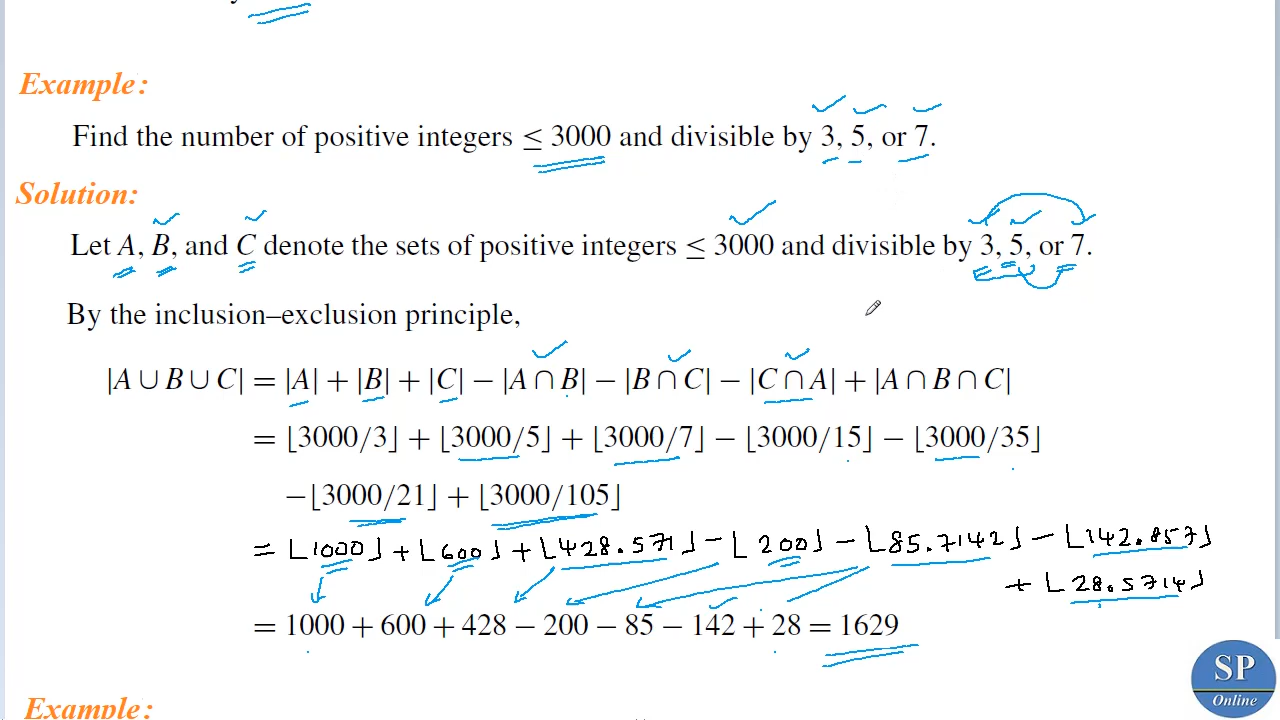 Example:
Find the number of positive integers ≤ 3000 and divisible by 3, 5, or 7.
Solution:
Let A, B, and C denote the sets of positive integers ≤ 3000 and divisible by 3, 5, or 7.
By the inclusion–exclusion principle,
|A ∪ B ∪ C| = |A| + |B| + |C| − |A ∩ B| − |B ∩ C| − |C ∩ A| + |A ∩ B ∩ C|
= ⌊3000/3⌋ + ⌊3000/5⌋ + ⌊3000/7⌋ − ⌊3000/15⌋ − ⌊3000/35⌋
−⌊3000/21⌋ + ⌊3000/105⌋
= ⌊1000⌋ + ⌊600⌋ + ⌊428.571⌋ − ⌊200⌋ − ⌊85.7142⌋ − ⌊142.857⌋
+ ⌊28.5714⌋
= 1000 + 600 + 428 − 200 − 85 − 142 + 28 = 1629
SP
Online
Example: